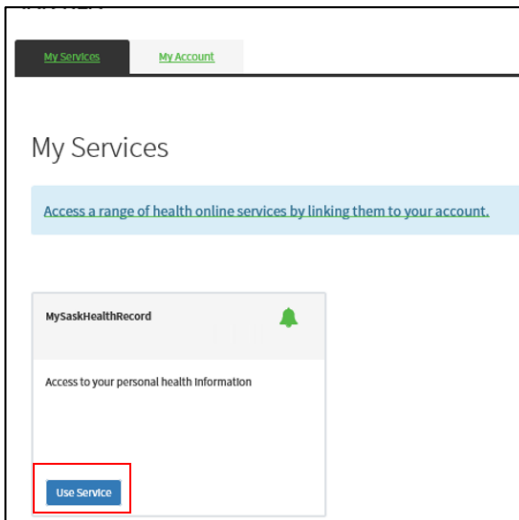 My Services
My Account
My Services
Access a range of health online services by linking them to your account.
MySaskHealthRecord
Access to your personal health information
Use Service